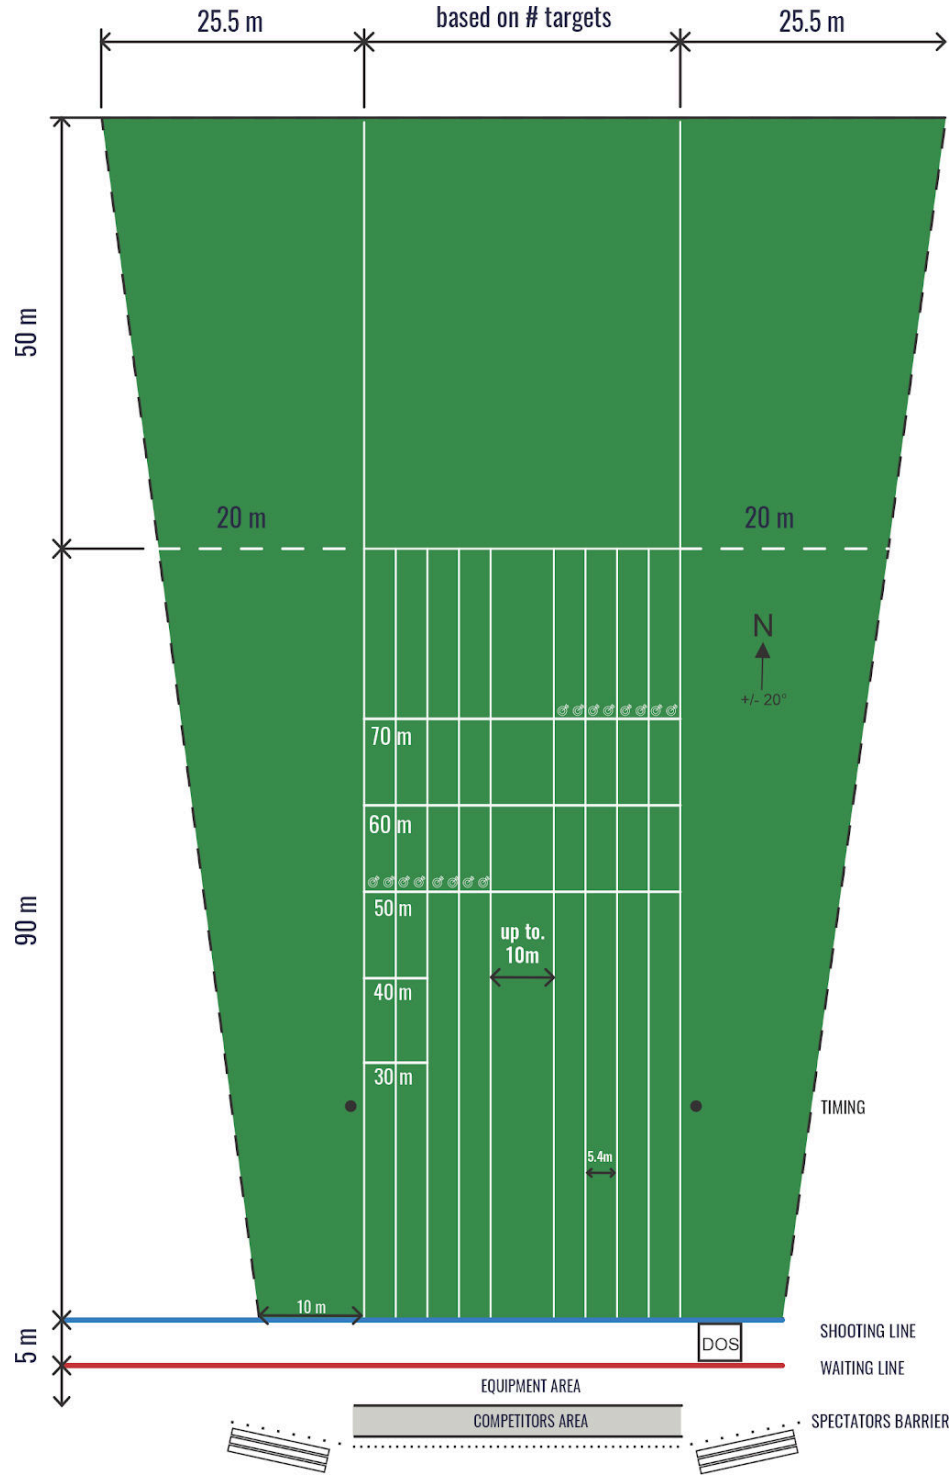 25.5 m
based on # targets
25.5 m
50 m
20 m
20 m
N
+/- 20°
70 m
60 m
90 m
50 m
up to.
10m
40 m
30 m
TIMING
5.4m
10 m
5 m
SHOOTING LINE
DOS
WAITING LINE
EQUIPMENT AREA
COMPETITORS AREA
SPECTATORS BARRIER